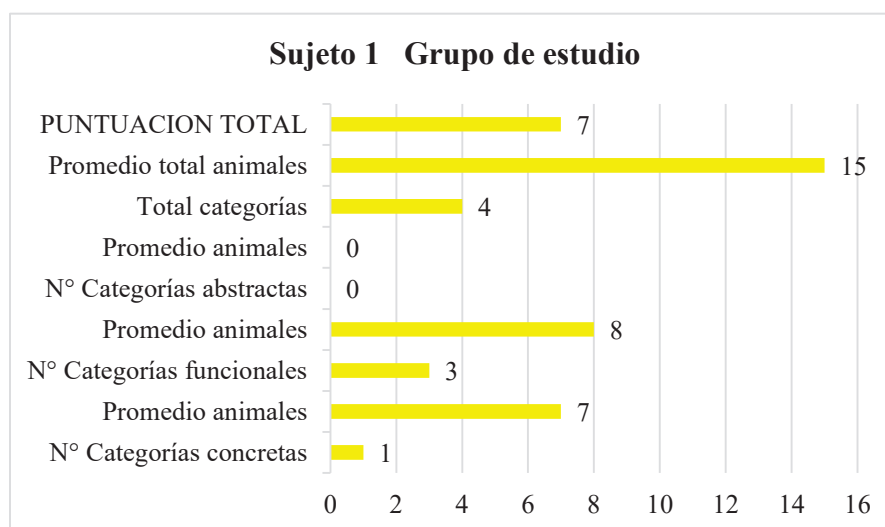 Sujeto 1 Grupo de estudio
PUNTUACION TOTAL 7
Promedio total animales 15
Total categorías 4
Promedio animales 0
N° Categorías abstractas 0
Promedio animales 8
N° Categorías funcionales 3
Promedio animales 7
N° Categorías concretas 1
0 2 4 6 8 10 12 14 16